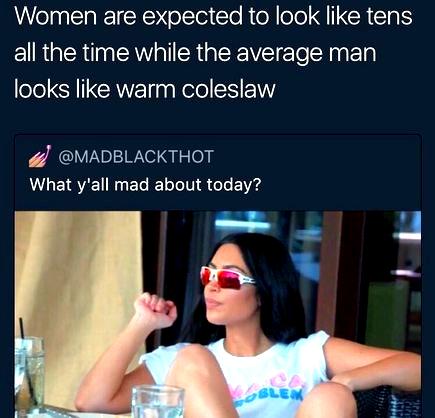 Women are expected to look like tens
all the time while the average man
looks like warm coleslaw
@MADBLACKTHOT
What y'all mad about today?